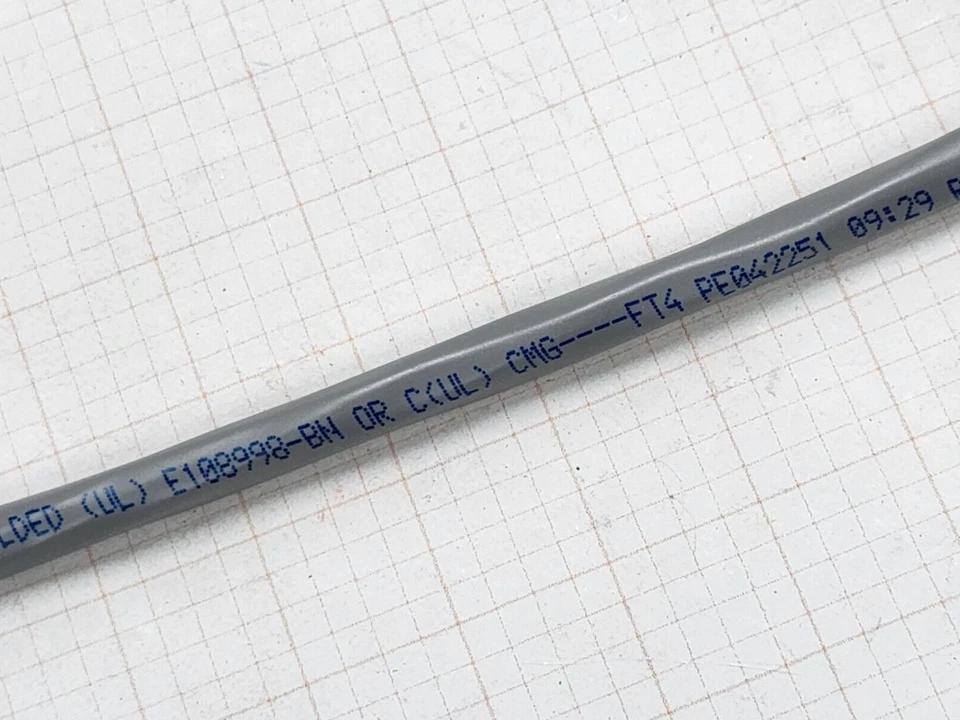 LDED (UL) E108998-BN OR C(UL) CMG----FT4 PE042251 09:29 R